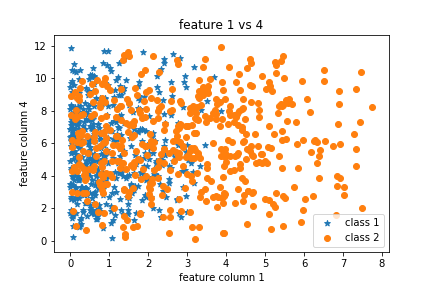 feature 1 vs 4
12
10
8
6
4
2
0
feature column 4
0 1 2 3 4 5 6 7 8
feature column 1
class 1
class 2